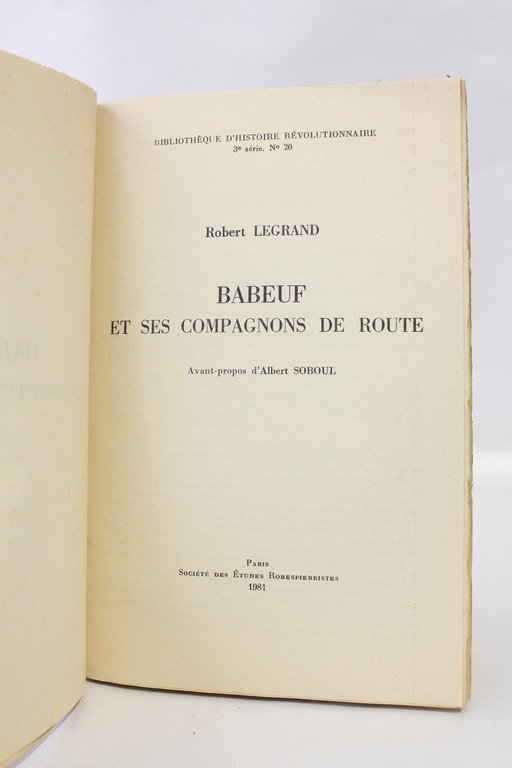 BIBLIOTHÈQUE D'HISTOIRE RÉVOLUTIONNAIRE
3e série. No 20
Robert LEGRAND
BABEUF
ET SES COMPAGNONS DE ROUTE
Avant-propos d'Albert SOBOUL
PARIS
SOCIÉTÉ DES ÉTUDES ROBESPIERRISTES
1981